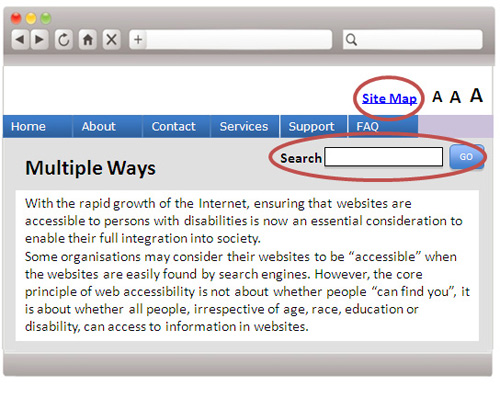 Site Map A A A
Home About Contact Services Support FAQ
Search GO
Multiple Ways
With the rapid growth of the Internet, ensuring that websites are
accessible to persons with disabilities is now an essential consideration to
enable their full integration into society.
Some organisations may consider their websites to be “accessible” when
the websites are easily found by search engines. However, the core
principle of web accessibility is not about whether people “can find you”, it
is about whether all people, irrespective of age, race, education or
disability, can access to information in websites.